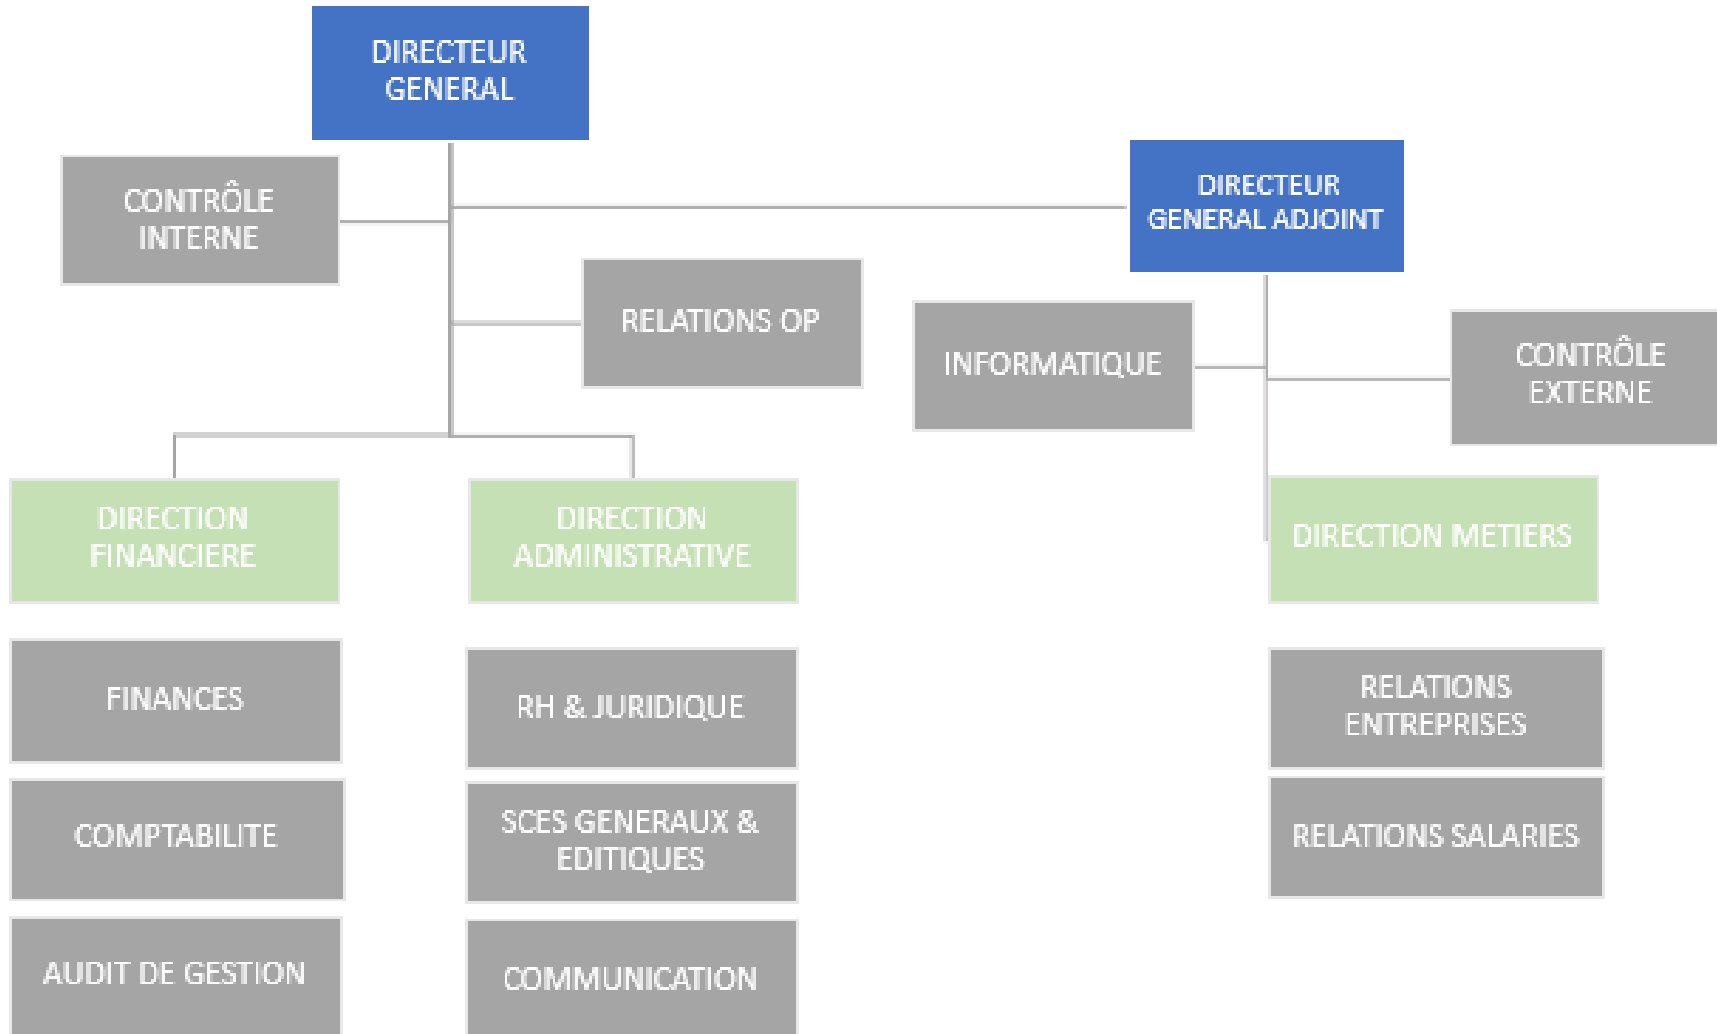 DIRECTEUR
GENERAL
CONTRÔLE
INTERNE
DIRECTEUR
GENERAL ADJOINT
RELATIONS OP
INFORMATIQUE
CONTRÔLE
EXTERNE
DIRECTION
FINANCIERE
DIRECTION
ADMINISTRATIVE
DIRECTION METIERS
FINANCES
RH & JURIDIQUE
RELATIONS
ENTREPRISES
COMPTABILITE
SCES GENERAUX &
EDITIQUES
RELATIONS SALARIES
AUDIT DE GESTION
COMMUNICATION